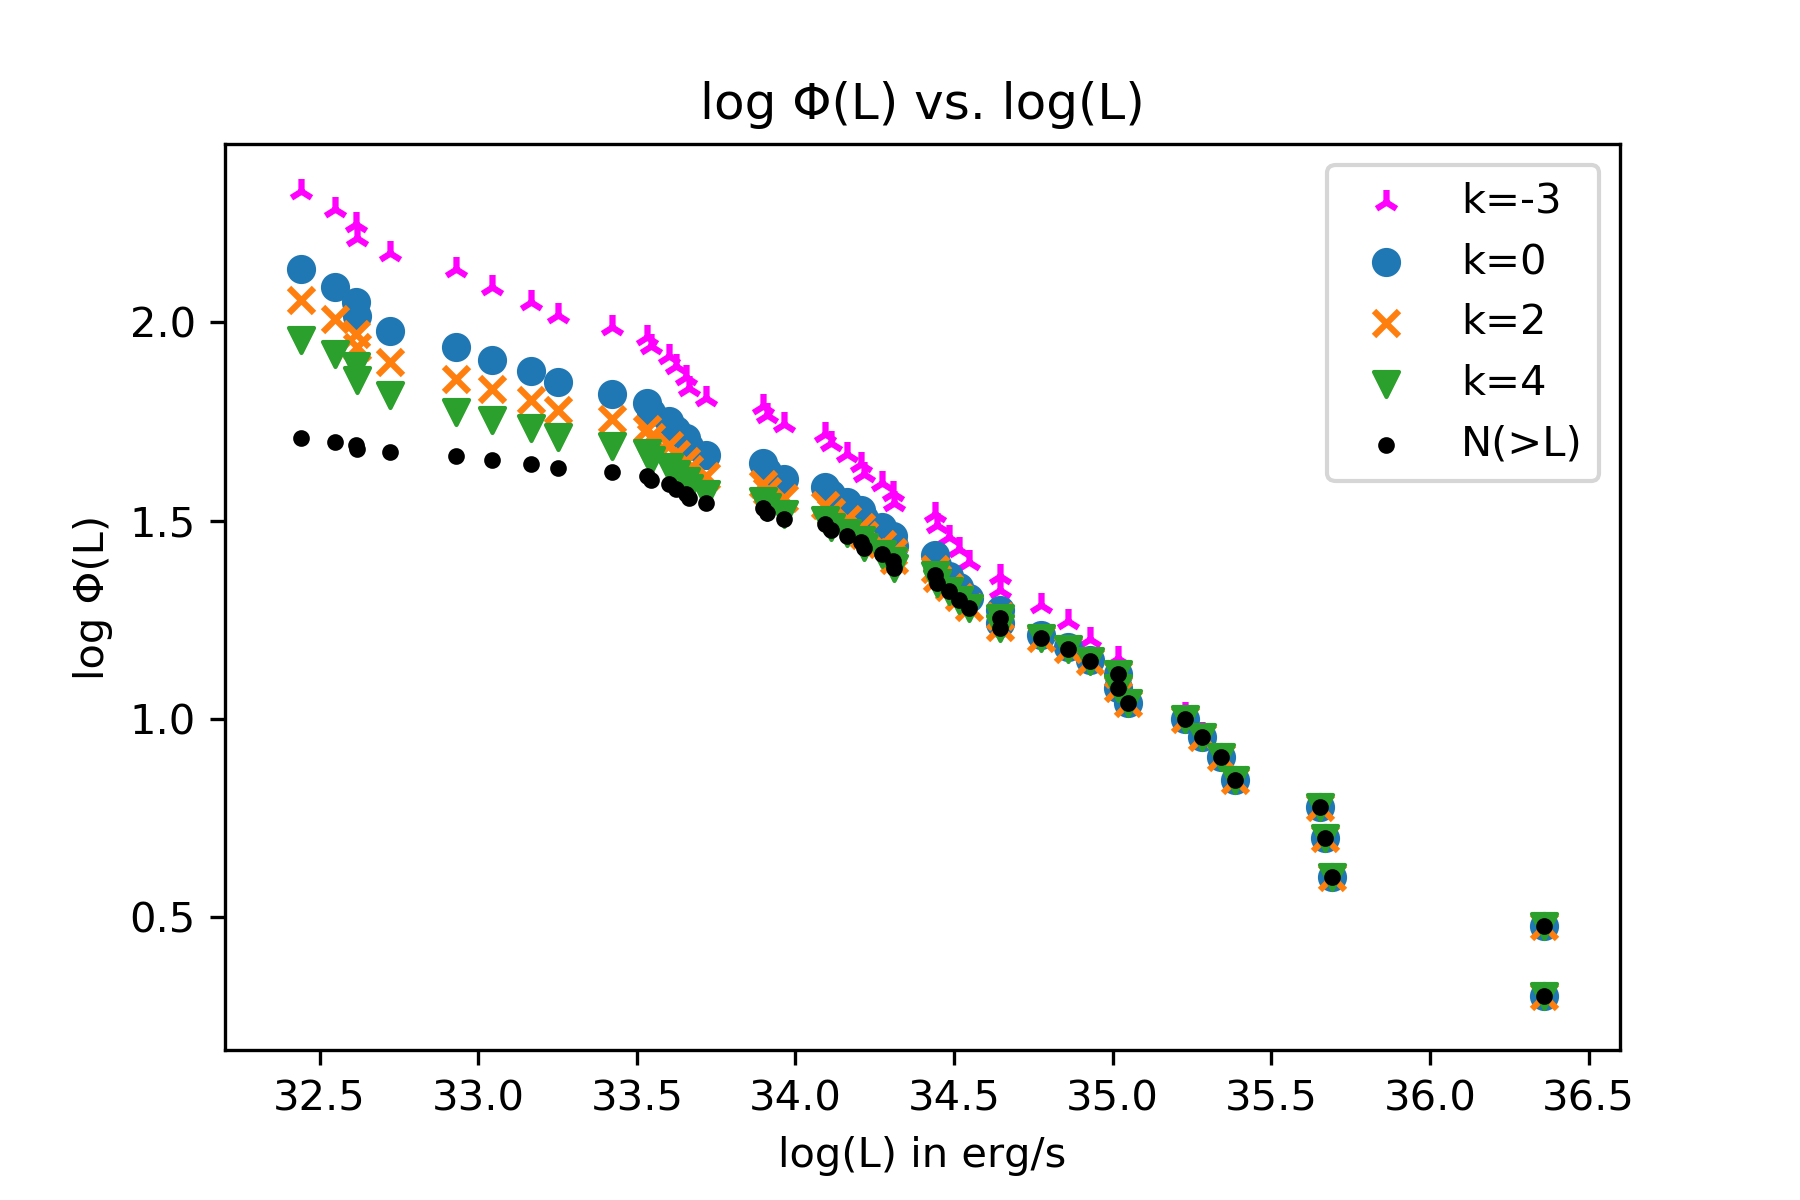 log Φ(L) vs. log(L)
k=-3
k=0
k=2
k=4
N(>L)
log Φ(L)
2.0
1.5
1.0
0.5
32.5 33.0 33.5 34.0 34.5 35.0 35.5 36.0 36.5
log(L) in erg/s